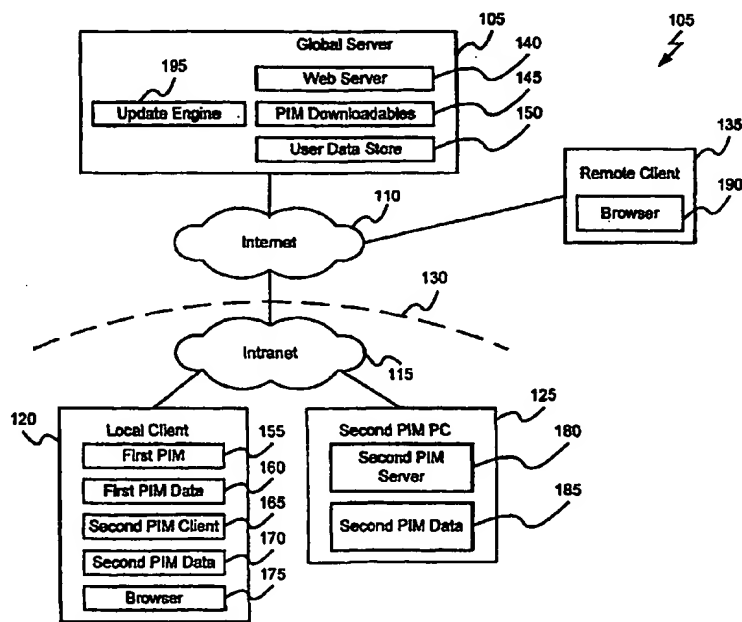 Global Server
105
105
195
Web Server
140
Update Engine
PIM Downloadables
145
User Data Store
150
135
Remote Client
110
Browser
190
Internet
130
Intranet
115
120
125
Local Client
155
Second PIM PC
180
First PIM
Second PIM
Server
160
First PIM Data
165
185
Second PIM Client
Second PIM Data
170
Second PIM Data
175
Browser